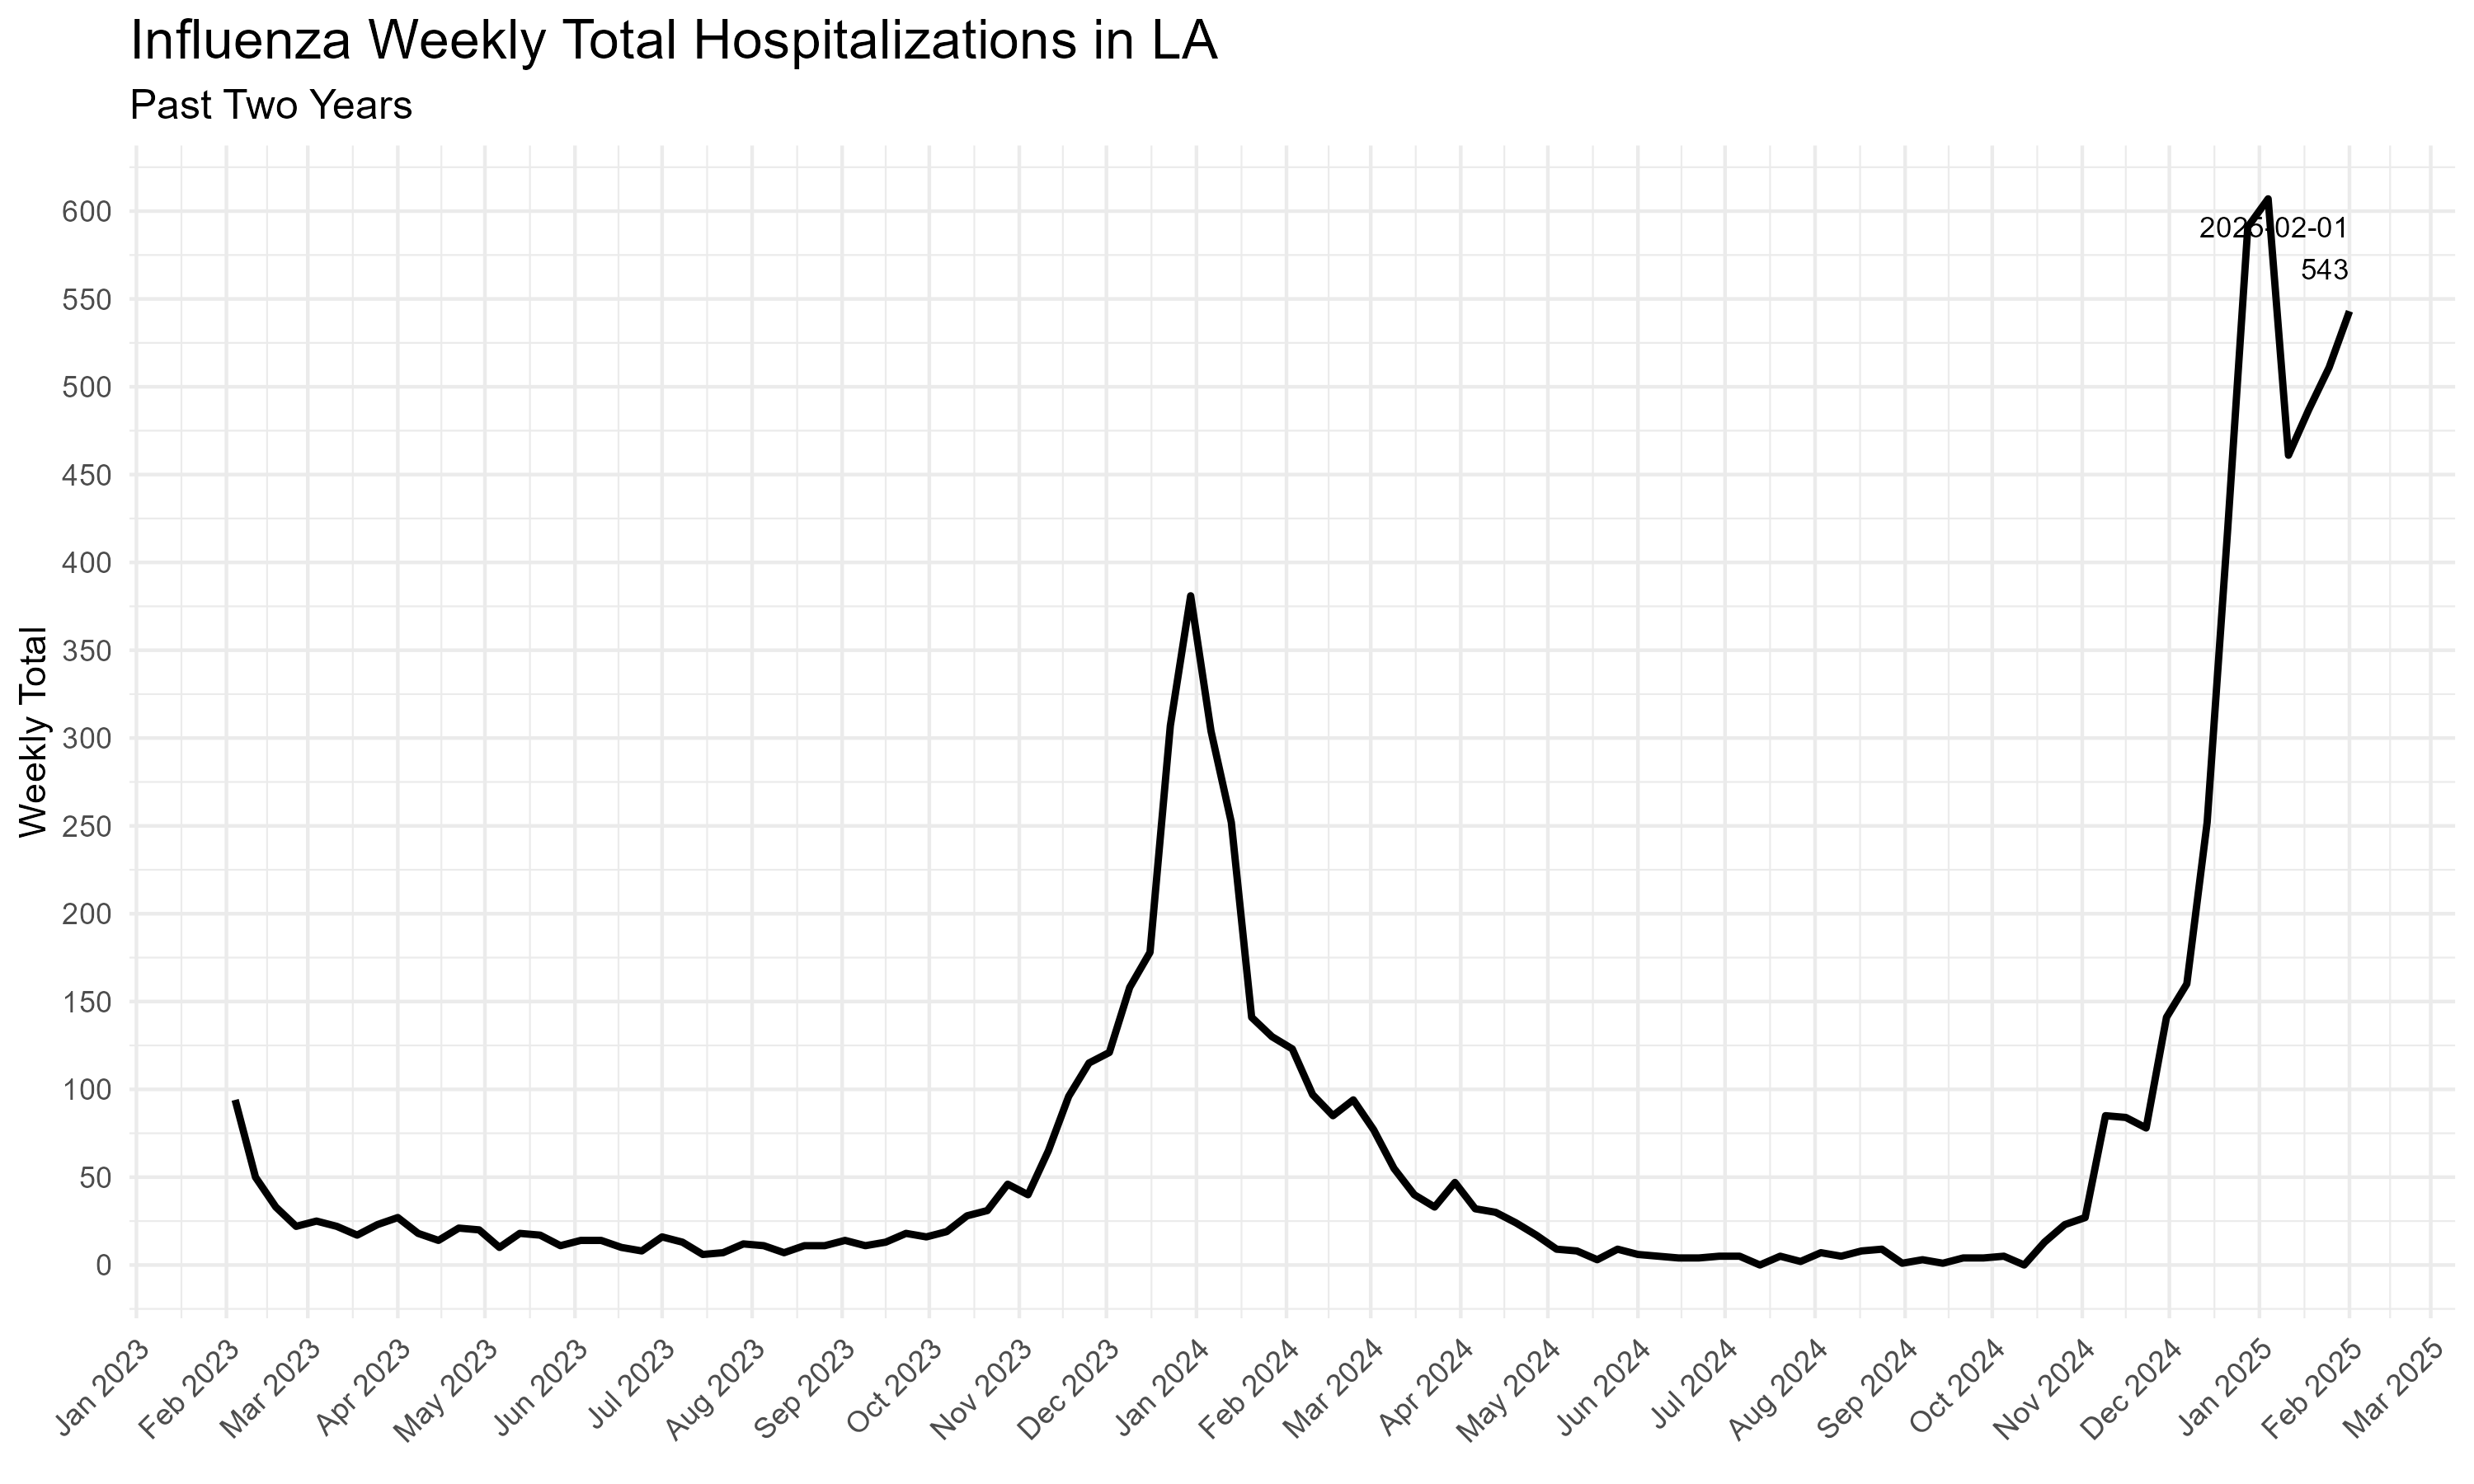 Influenza Weekly Total Hospitalizations in LA
Past Two Years
Weekly Total
600
550
500
450
400
350
300
250
200
150
100
50
0
2025-02-01
543
Jan 2023
Feb 2023
Mar 2023
Apr 2023
May 2023
Jun 2023
Jul 2023
Aug 2023
Sep 2023
Oct 2023
Nov 2023
Dec 2023
Jan 2024
Feb 2024
Mar 2024
Apr 2024
May 2024
Jun 2024
Jul 2024
Aug 2024
Sep 2024
Oct 2024
Nov 2024
Dec 2024
Jan 2025
Feb 2025
Mar 2025